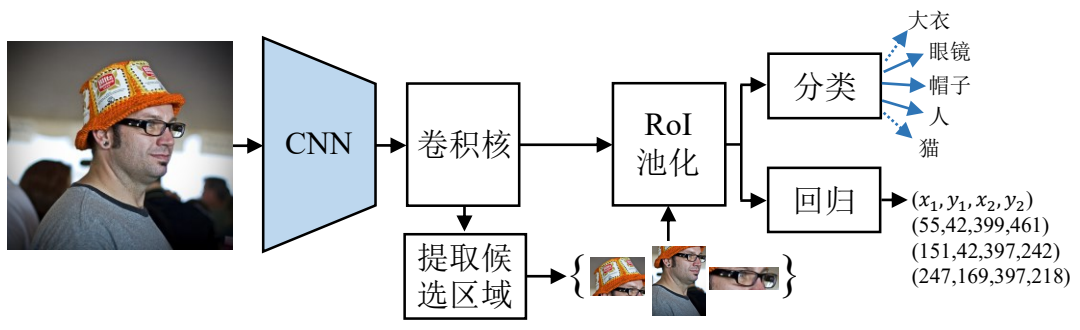 CNN
卷积核
提取候
选区域
RoI
池化
分类
回归
大衣
眼镜
帽子
人
猫
(x₁, y₁, x₂, y₂)
(55,42,399,461)
(151,42,397,242)
(247,169,397,218)